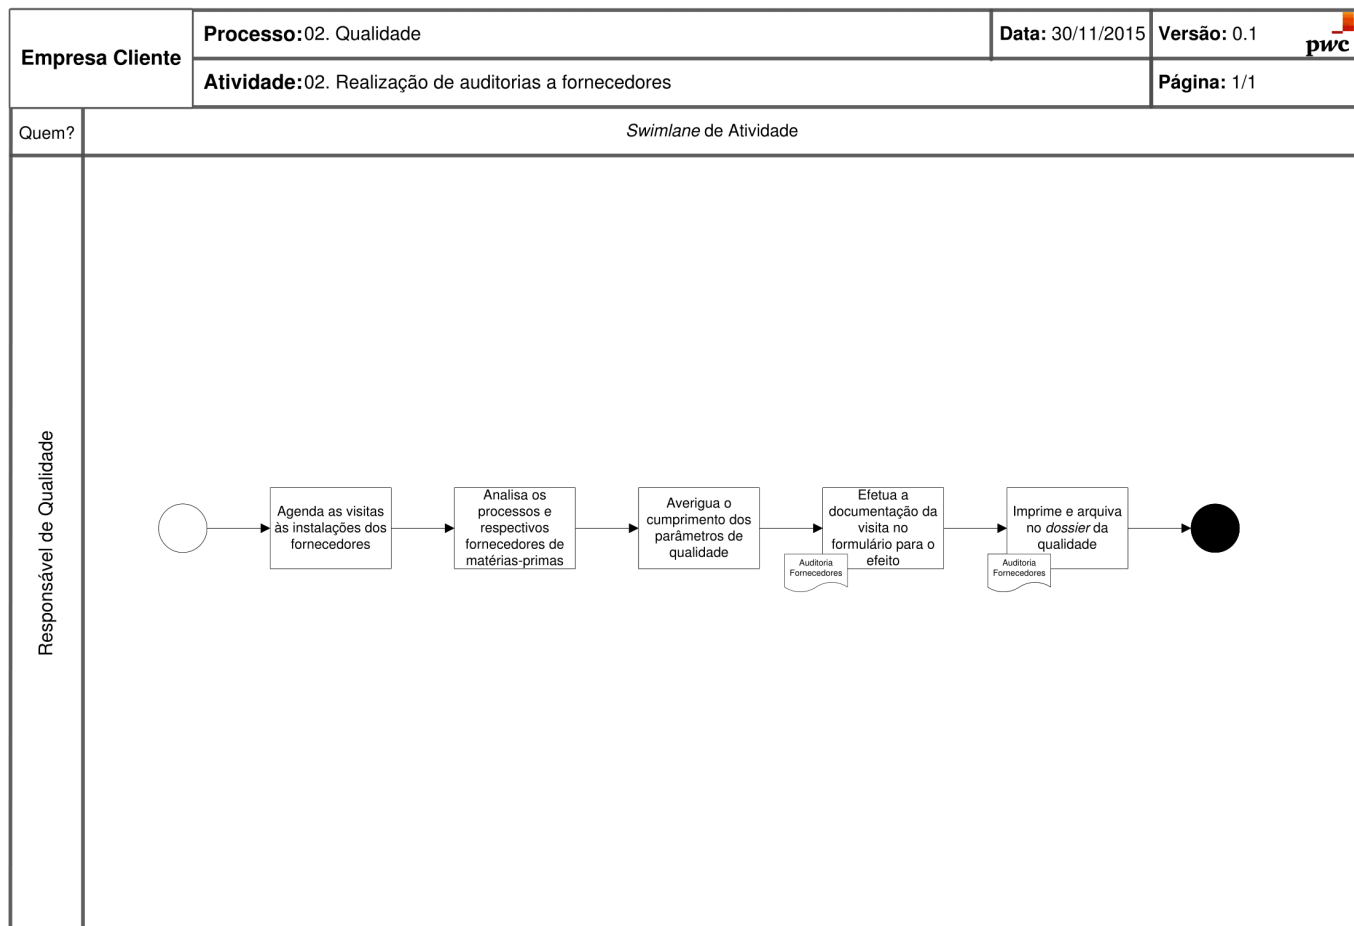 Empresa Cliente
Processo: 02. Qualidade
Data: 30/11/2015
Versão: 0.1
pwc
Atividade: 02. Realização de auditorias a fornecedores
Página: 1/1
Quem?
Swimlane de Atividade
Responsável de Qualidade
Agenda as visitas
às instalações dos
fornecedores
Analisa os
processos e
respectivos
fornecedores de
matérias-primas
Averigua o
cumprimento dos
parâmetros de
qualidade
Efetua a
documentação da
visita no
formulário para o
efeito
Auditoria
Fornecedores
Imprime e arquiva
no dossier da
qualidade
Auditoria
Fornecedores